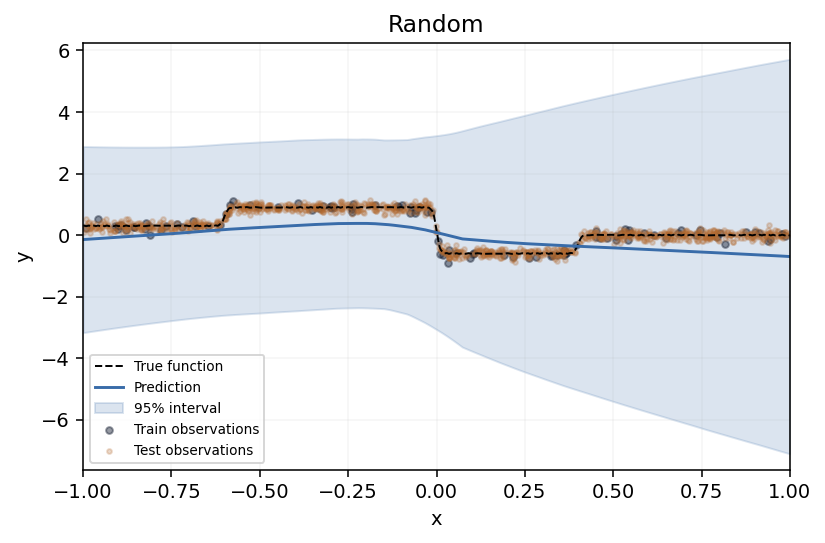 Random
6
4
2
0
−2
−4
−6
y
True function
Prediction
95% interval
Train observations
Test observations
−1.00 −0.75 −0.50 −0.25 0.00 0.25 0.50 0.75 1.00
x